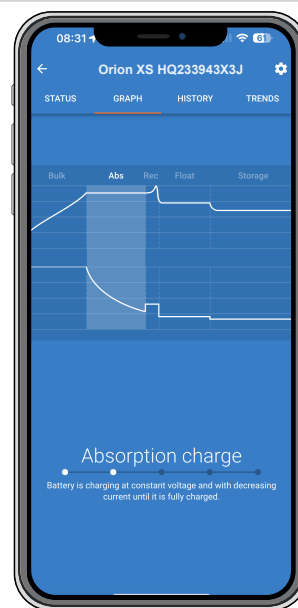 08:31 61
Orion XS HQ233943X3J
STATUS GRAPH HISTORY TRENDS
Bulk Abs Rec Float Storage
Absorption charge
Battery is charging at constant voltage and with decreasing
current until it is fully charged.